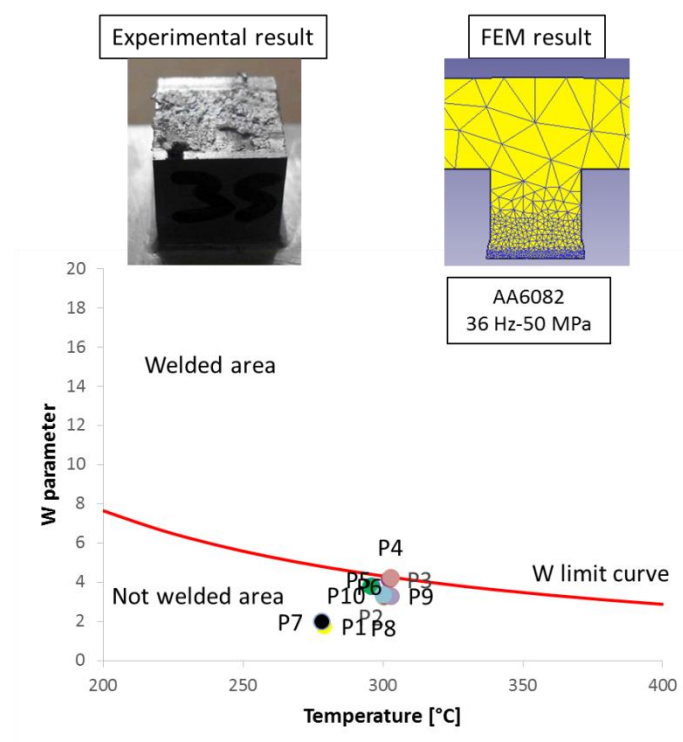 Experimental result
FEM result
3S
AA6082
36 Hz-50 MPa
20
18
16
14
12
10
8
6
4
2
0
W parameter
Welded area
P4
P5
P6
P3
W limit curve
Not welded area
P10
P9
P2
P7
P1
P8
200
250
300
350
400
Temperature [°C]